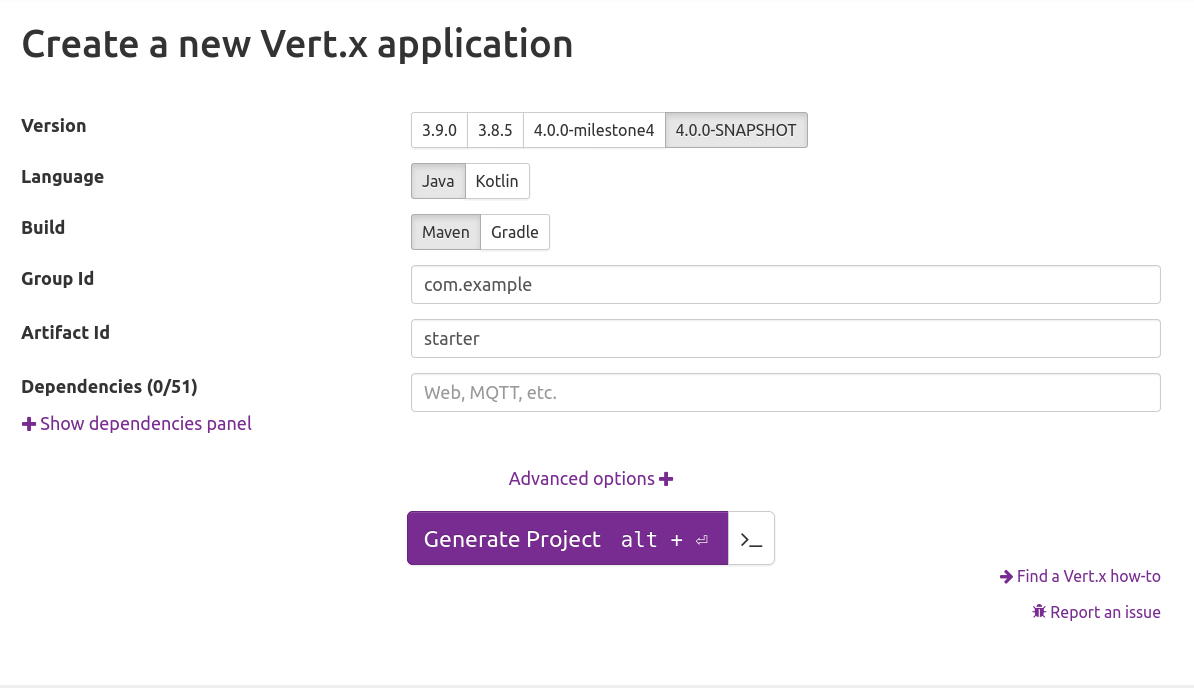 Create a new Vert.x application
Version 3.9.0 3.8.5 4.0.0-milestone4 4.0.0-SNAPSHOT
Language Java Kotlin
Build Maven Gradle
Group Id com.example
Artifact Id starter
Dependencies (0/51) Web, MQTT, etc.
Show dependencies panel
Advanced options
Generate Project alt + ⏎ >_
Find a Vert.x how-to
Report an issue